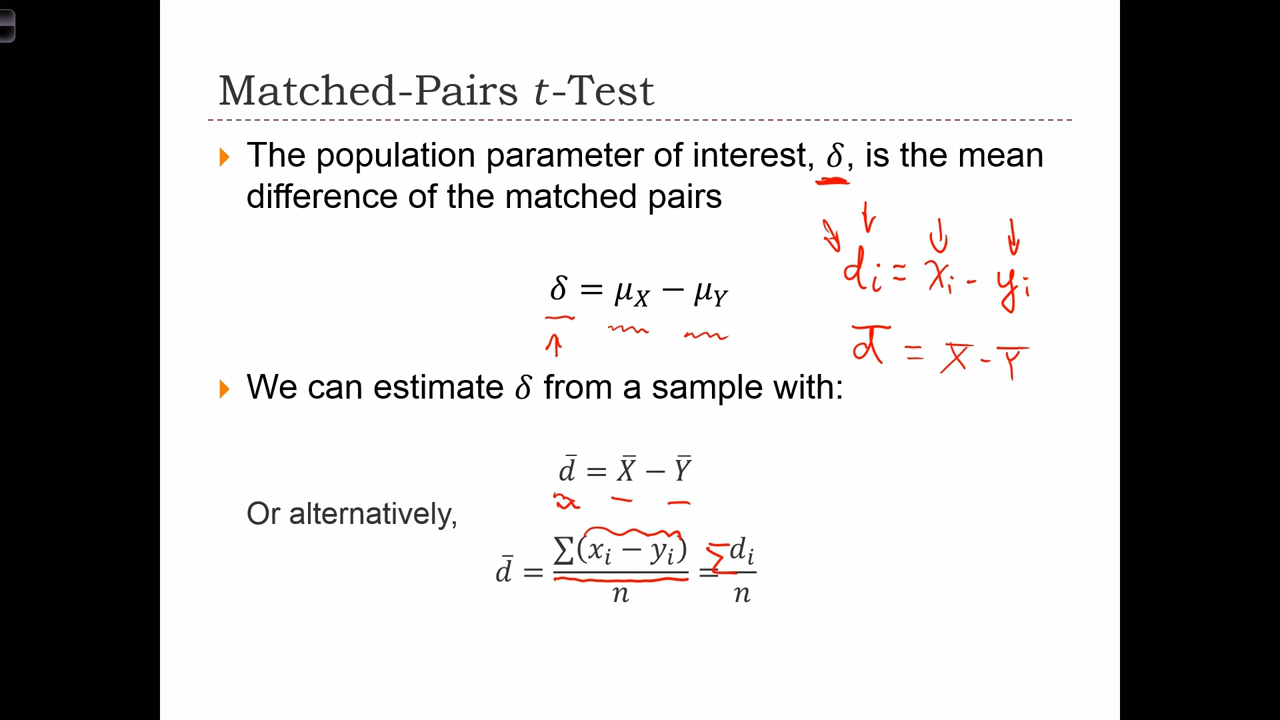 Matched-Pairs t-Test
The population parameter of interest, δ, is the mean
difference of the matched pairs
dᵢ = xᵢ - yᵢ
δ = μ_X − μ_Y
d̄ = X̄ - Ȳ
We can estimate δ from a sample with:
d̄ = X̄ − Ȳ
Or alternatively,
d̄ = ∑(xᵢ − yᵢ)/n = ∑dᵢ/n